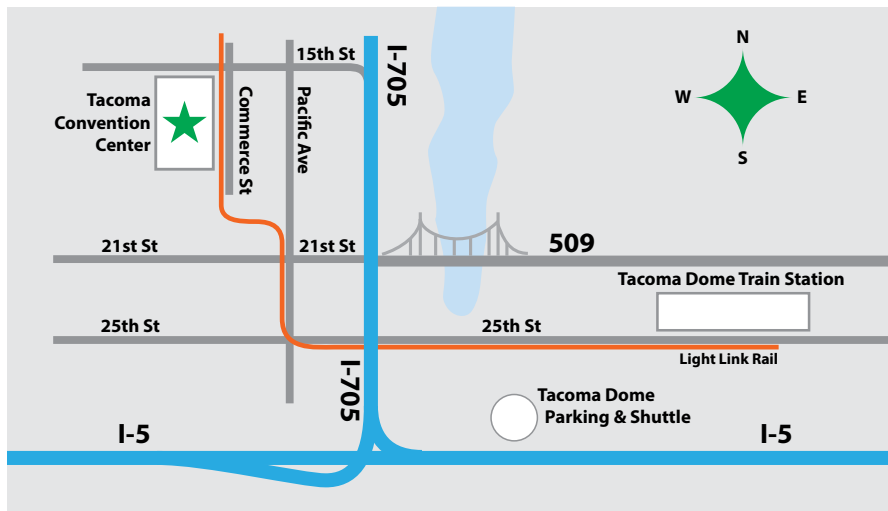 15th St
I-705
N
W
E
S
Tacoma
Convention
Center
Commerce St
Pacific Ave
21st St
21st St
509
Tacoma Dome Train Station
25th St
25th St
Light Link Rail
I-705
Tacoma Dome
Parking & Shuttle
I-5
I-5